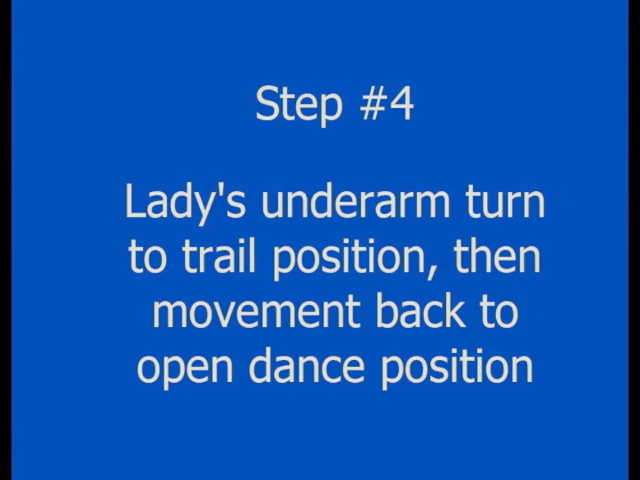 Step #4
Lady's underarm turn
to trail position, then
movement back to
open dance position